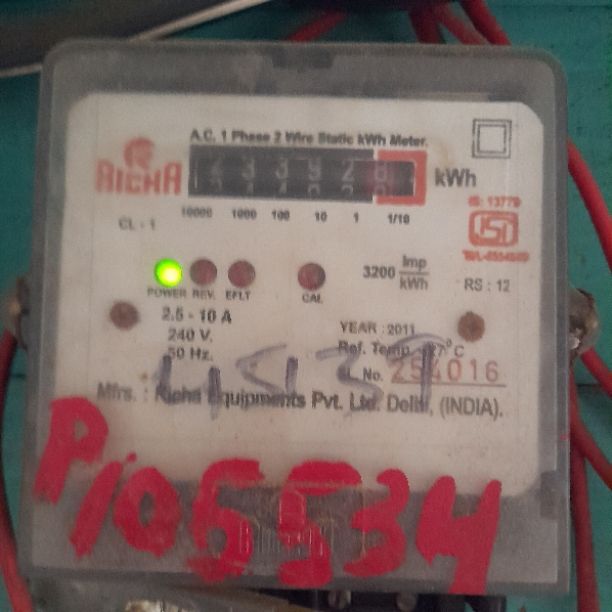 A.C. 1 Phase 2 Wire Static kWh Meter.
RICHA
kWh
10000 1000 100 10 1 1/10
CL - 1
IS: 13779
ISI
POWER REV. EFLT CAL
3200 Imp/kWh
RS : 12
2.5 - 10 A
240 V.
50 Hz.
YEAR : 2011
Ref. Temp. : 27°C
No. 254016
Mfrs. : Richa Equipments Pvt. Ltd. Delhi, (INDIA).
P/055534